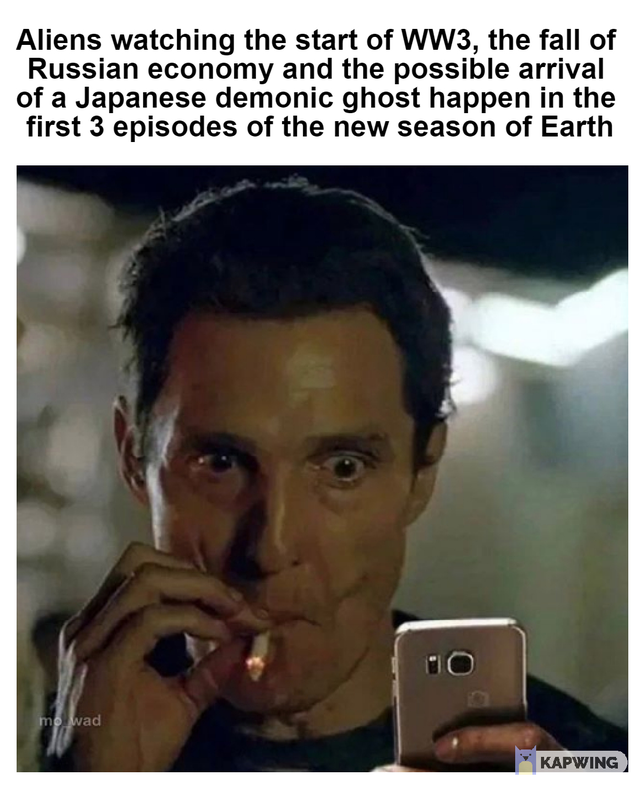 Aliens watching the start of WW3, the fall of
Russian economy and the possible arrival
of a Japanese demonic ghost happen in the
first 3 episodes of the new season of Earth
mo_wad
KAPWING